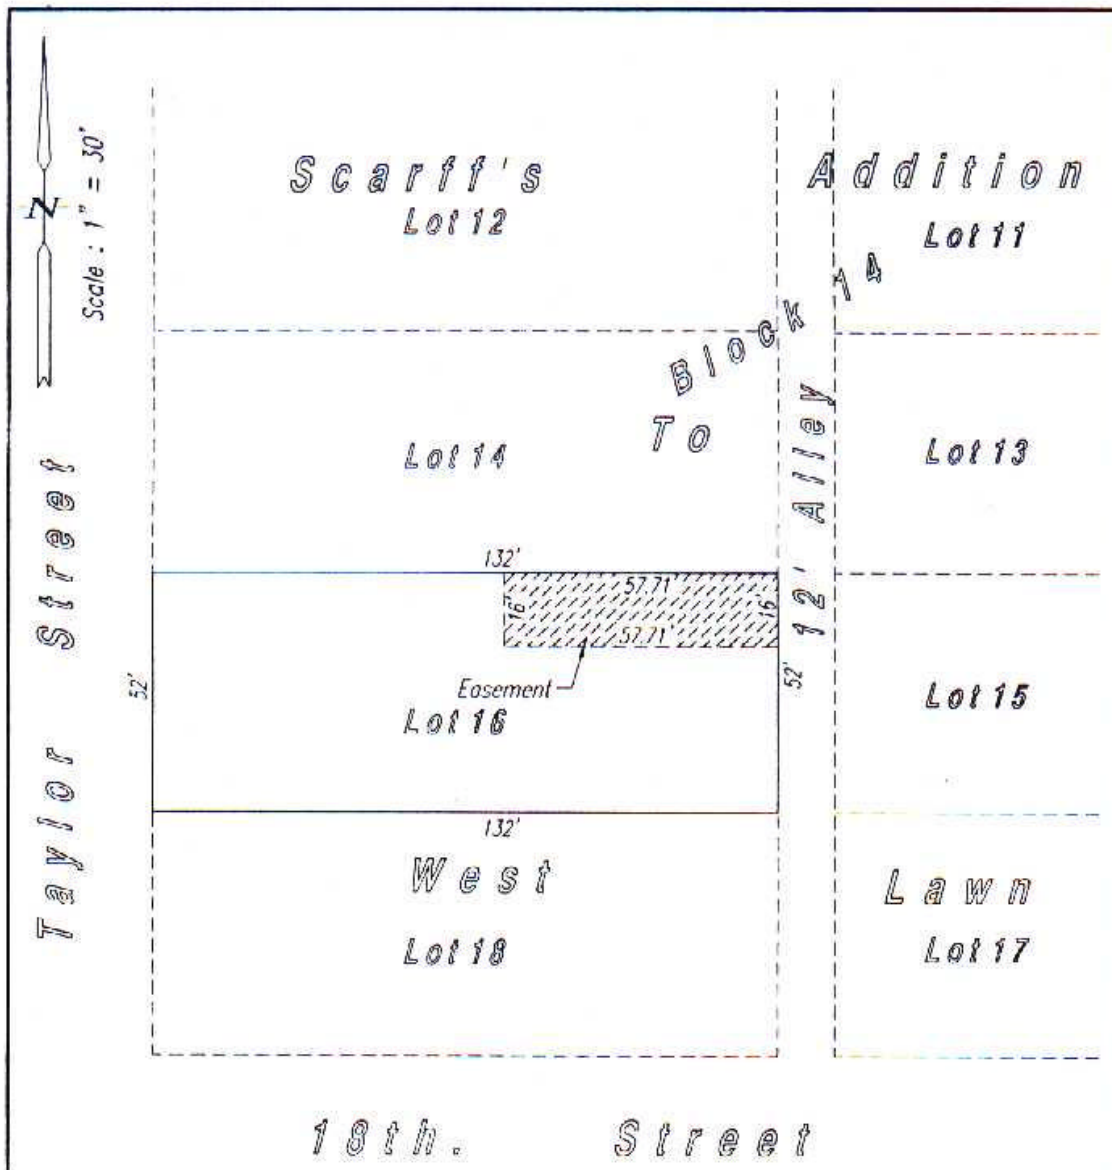 N
Scale : 1" = 30'
Scarff's Addition
Lot 12
Lot 11
Block 14
To
Lot 14
12' Alley
Lot 13
Taylor Street
132'
57.71'
16'
16'
57.71'
Easement
52'
52'
Lot 16
Lot 15
132'
West Lawn
Lot 18
Lot 17
18th. Street